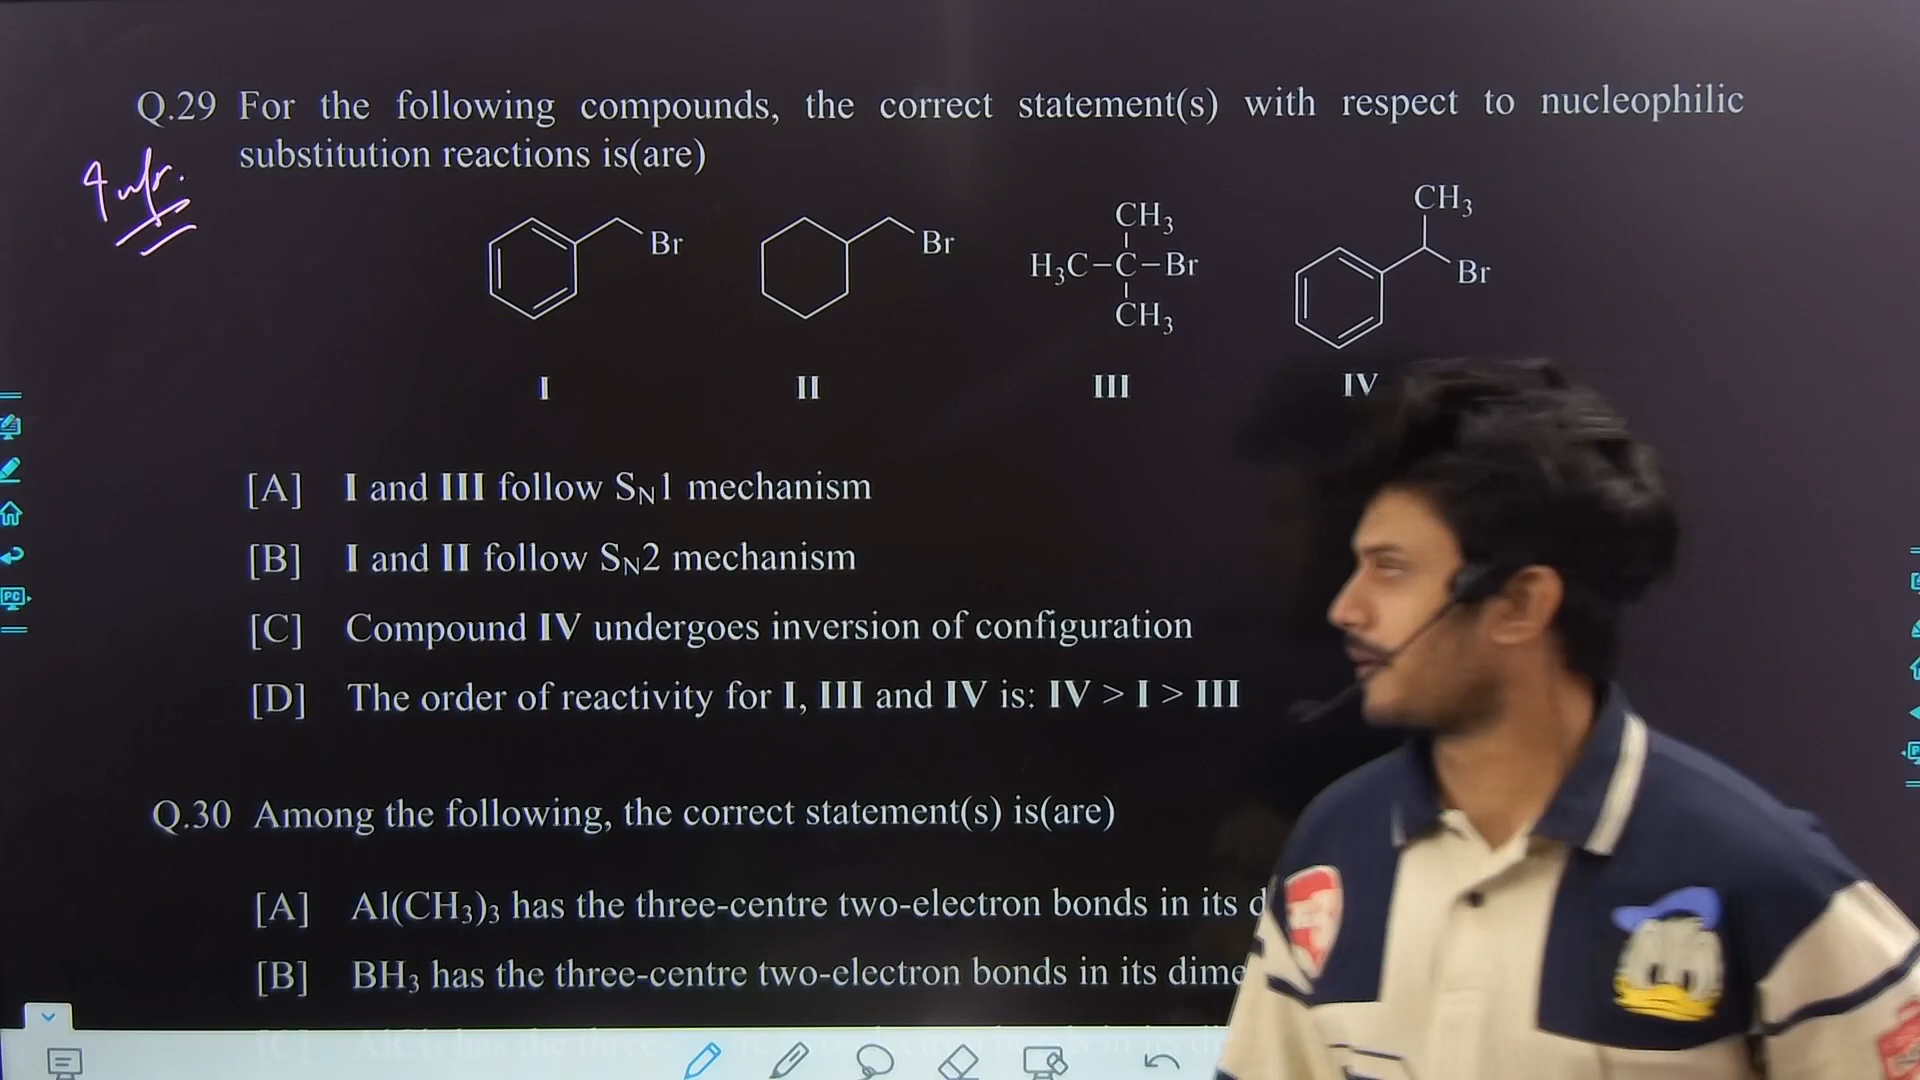 Q.29 For the following compounds, the correct statement(s) with respect to nucleophilic
substitution reactions is(are)
Br
I
Br
II
CH₃
H₃C–C–Br
CH₃
III
CH₃
Br
IV
[A] I and III follow S_N1 mechanism
[B] I and II follow S_N2 mechanism
[C] Compound IV undergoes inversion of configuration
[D] The order of reactivity for I, III and IV is: IV > I > III
Q.30 Among the following, the correct statement(s) is(are)
[A] Al(CH₃)₃ has the three-centre two-electron bonds in its
[B] BH₃ has the three-centre two-electron bonds in its dime
PC